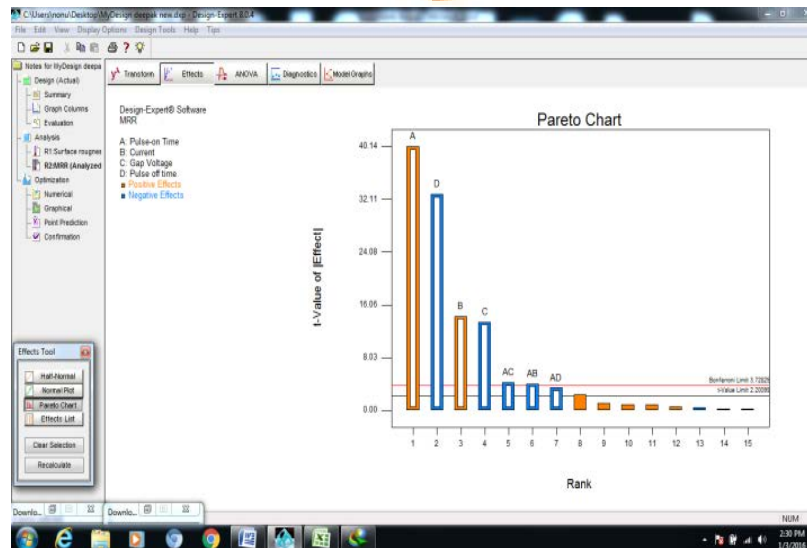 C:\Users\nonu\Desktop\MyDesign deepak new.dxp - Design-Expert 8.0.4
File Edit View Display Options Design Tools Help Tips
Notes for MyDesign deepa
Design (Actual)
Summary
Graph Columns
Evaluation
Analysis
R1:Surface roughnes
R2:MRR (Analyzed
Optimization
Numerical
Graphical
Point Prediction
Confirmation
Transform
Effects
ANOVA
Diagnostics
Model Graphs
Design-Expert® Software
MRR
A: Pulse-on Time
B: Current
C: Gap Voltage
D: Pulse off time
Positive Effects
Negative Effects
Pareto Chart
t-Value of |Effect|
40.14
32.11
24.08
16.06
8.03
0.00
A
D
B
C
AC
AB
AD
Bonferroni Limit 3.72826
t-Value Limit 2.20099
1 2 3 4 5 6 7 8 9 10 11 12 13 14 15
Rank
Effects Tool
Half-Normal
Normal Plot
Pareto Chart
Effects List
Clear Selection
Recalculate
Downlo...
Downlo...
NUM
2:30 PM